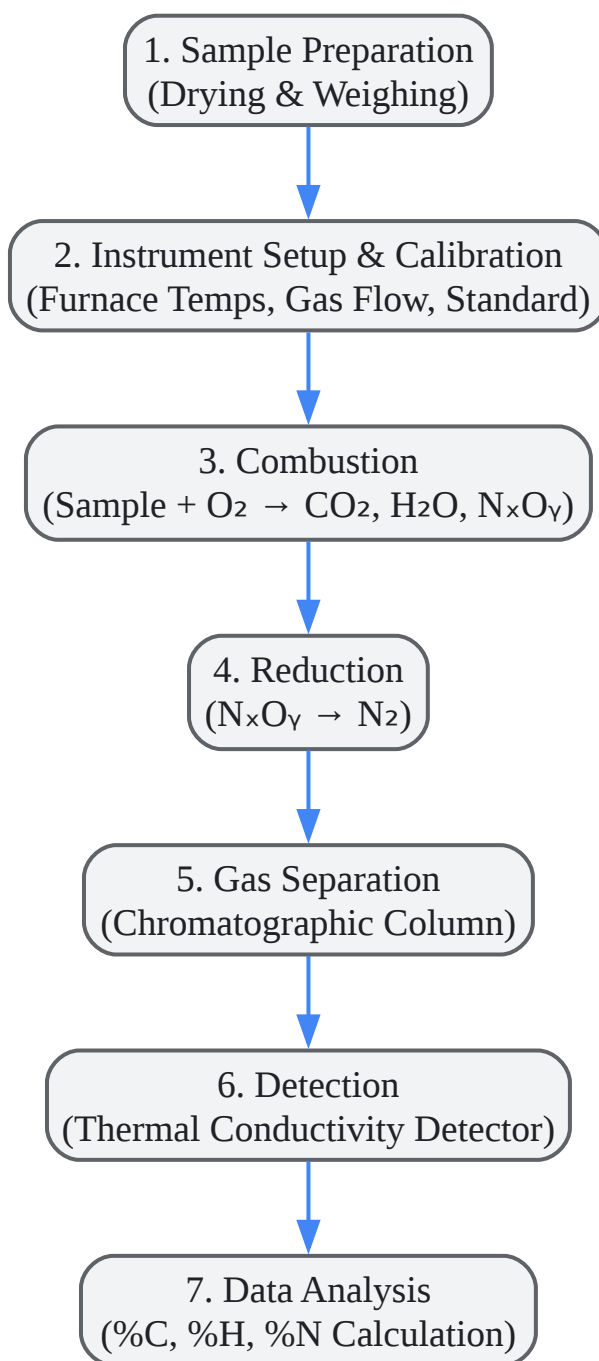 1. Sample Preparation
(Drying & Weighing)
2. Instrument Setup & Calibration
(Furnace Temps, Gas Flow, Standard)
3. Combustion
(Sample + O₂ → CO₂, H₂O, NₓOᵧ)
4. Reduction
(NₓOᵧ → N₂)
5. Gas Separation
(Chromatographic Column)
6. Detection
(Thermal Conductivity Detector)
7. Data Analysis
(%C, %H, %N Calculation)